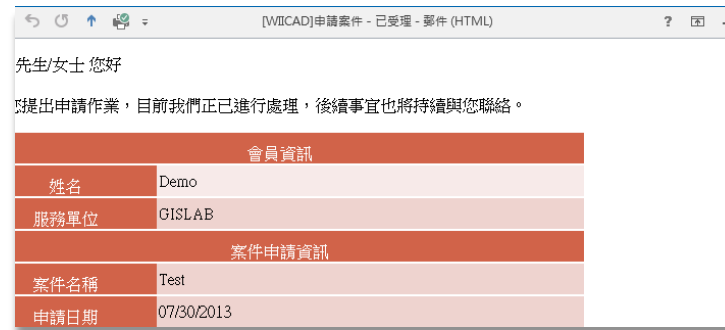 [WIICAD]申請案件 - 已受理 - 郵件 (HTML)
?
先生/女士 您好
提出申請作業，目前我們正已進行處理，後續事宜也將持續與您聯絡。
會員資訊
姓名 Demo
服務單位 GISLAB
案件申請資訊
案件名稱 Test
申請日期 07/30/2013